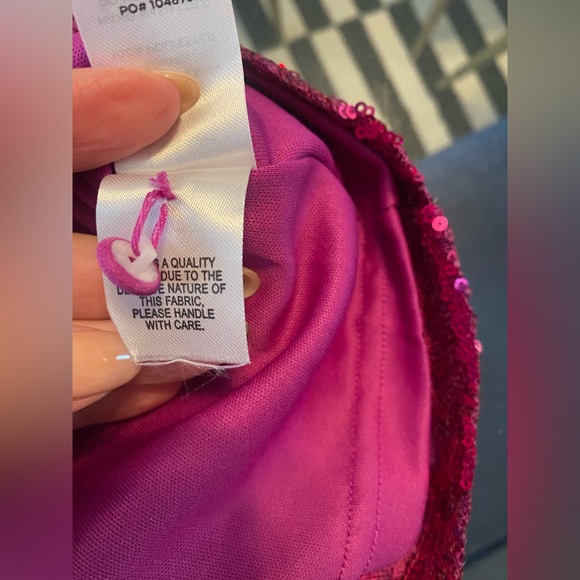 PO# 10487
S A QUALITY
DUE TO THE
NATURE OF
THIS FABRIC,
PLEASE HANDLE
WITH CARE.